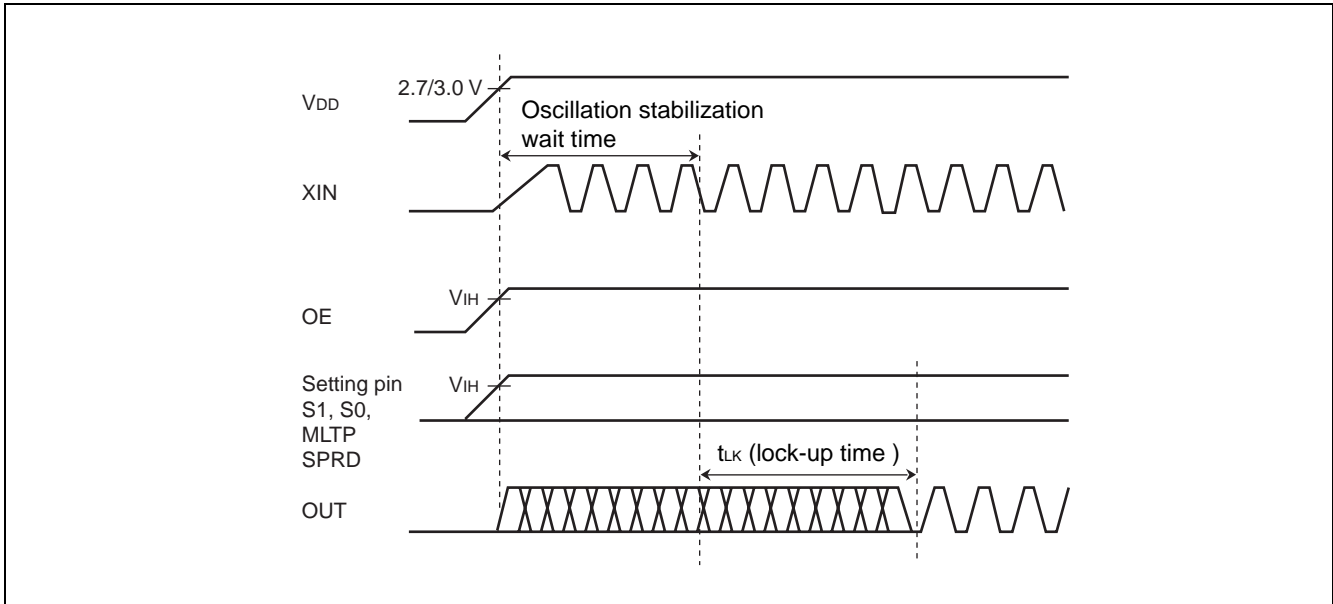 2.7/3.0 V
VDD
Oscillation stabilization
wait time
XIN
VIH
OE
Setting pin
S1, S0,
MLTP
SPRD
VIH
tLK (lock-up time )
OUT